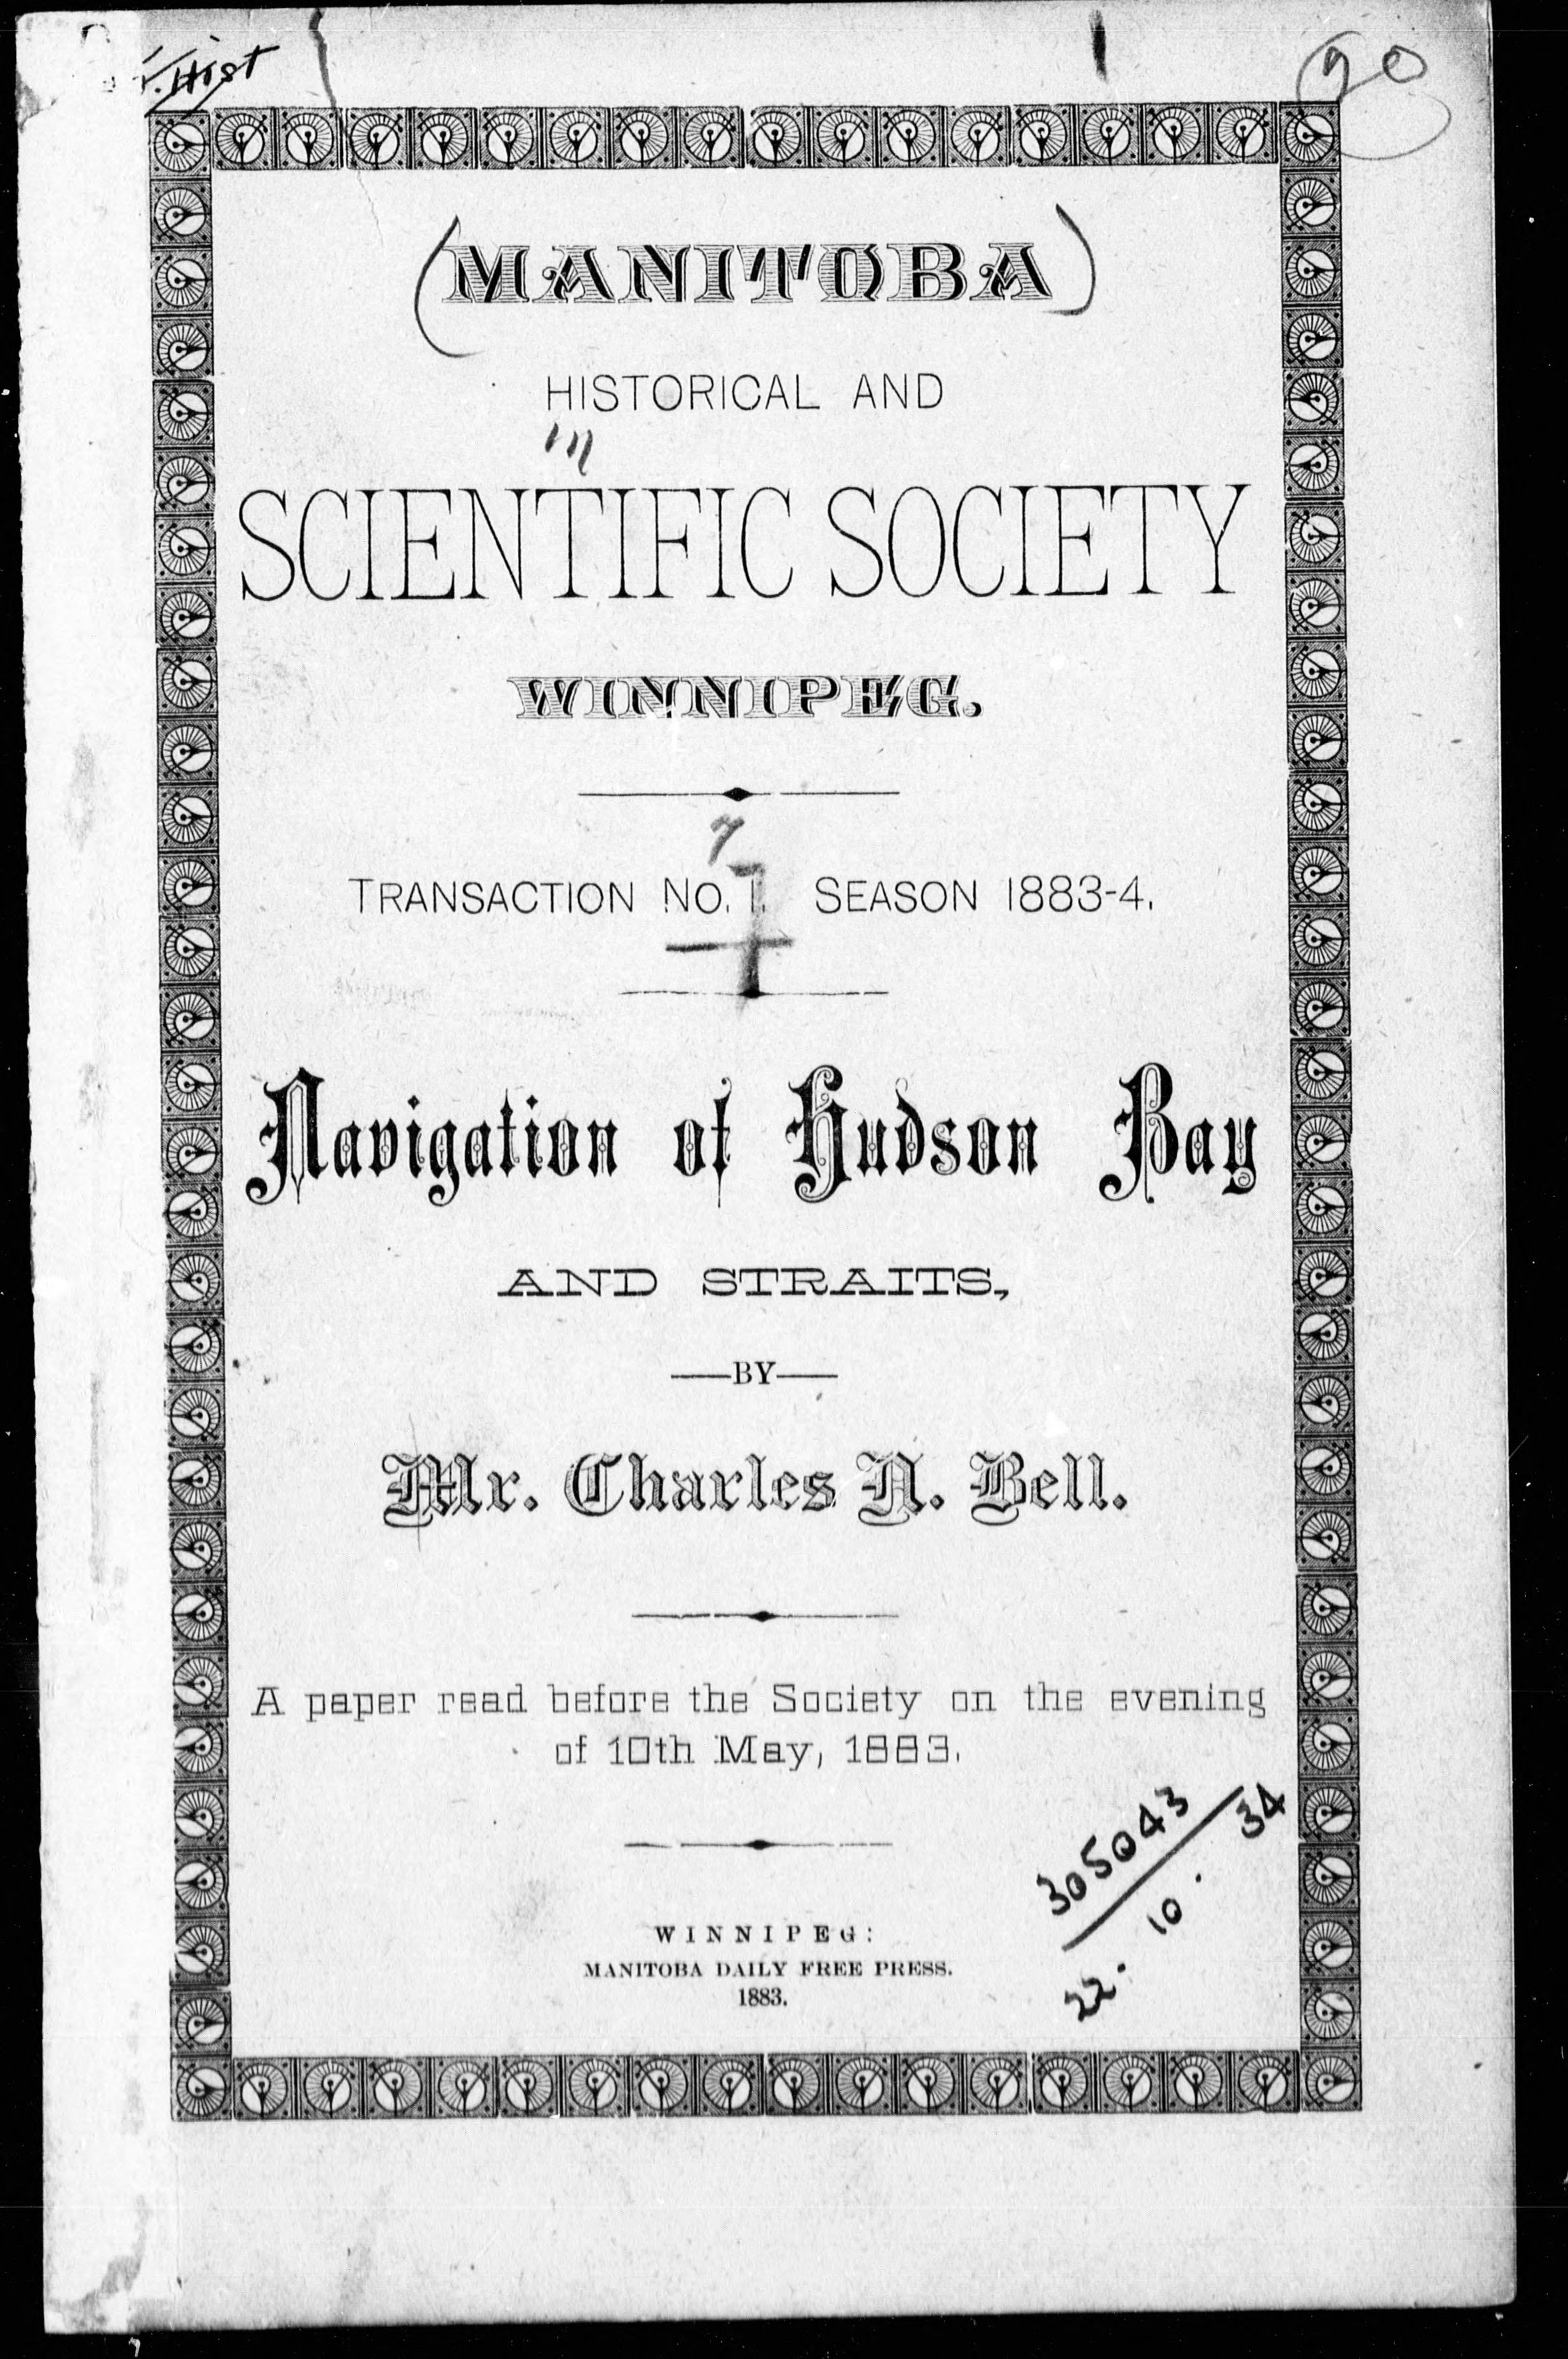 Hist
90
MANITOBA
HISTORICAL AND
SCIENTIFIC SOCIETY
WINNIPEG.
7
TRANSACTION NO. 1. SEASON 1883-4.
Navigation of Hudson Bay
AND STRAITS,
—BY—
Mr. Charles N. Bell.
A paper read before the Society on the evening
of 10th May, 1883.
305043
22. 10. 34
WINNIPEG:
MANITOBA DAILY FREE PRESS.
1883.